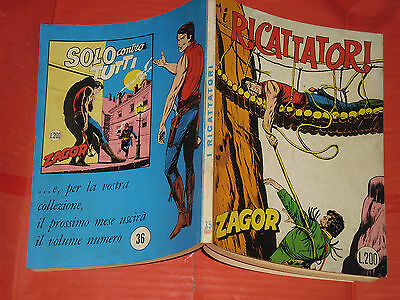 SOLO contro
TUTTI
L.200
ZAGOR
...e, per la vostra
collezione,
il prossimo mese uscirà
il volume numero
36
I RICATTATORI
35
i RICATTATORI
ZAGOR
L.200